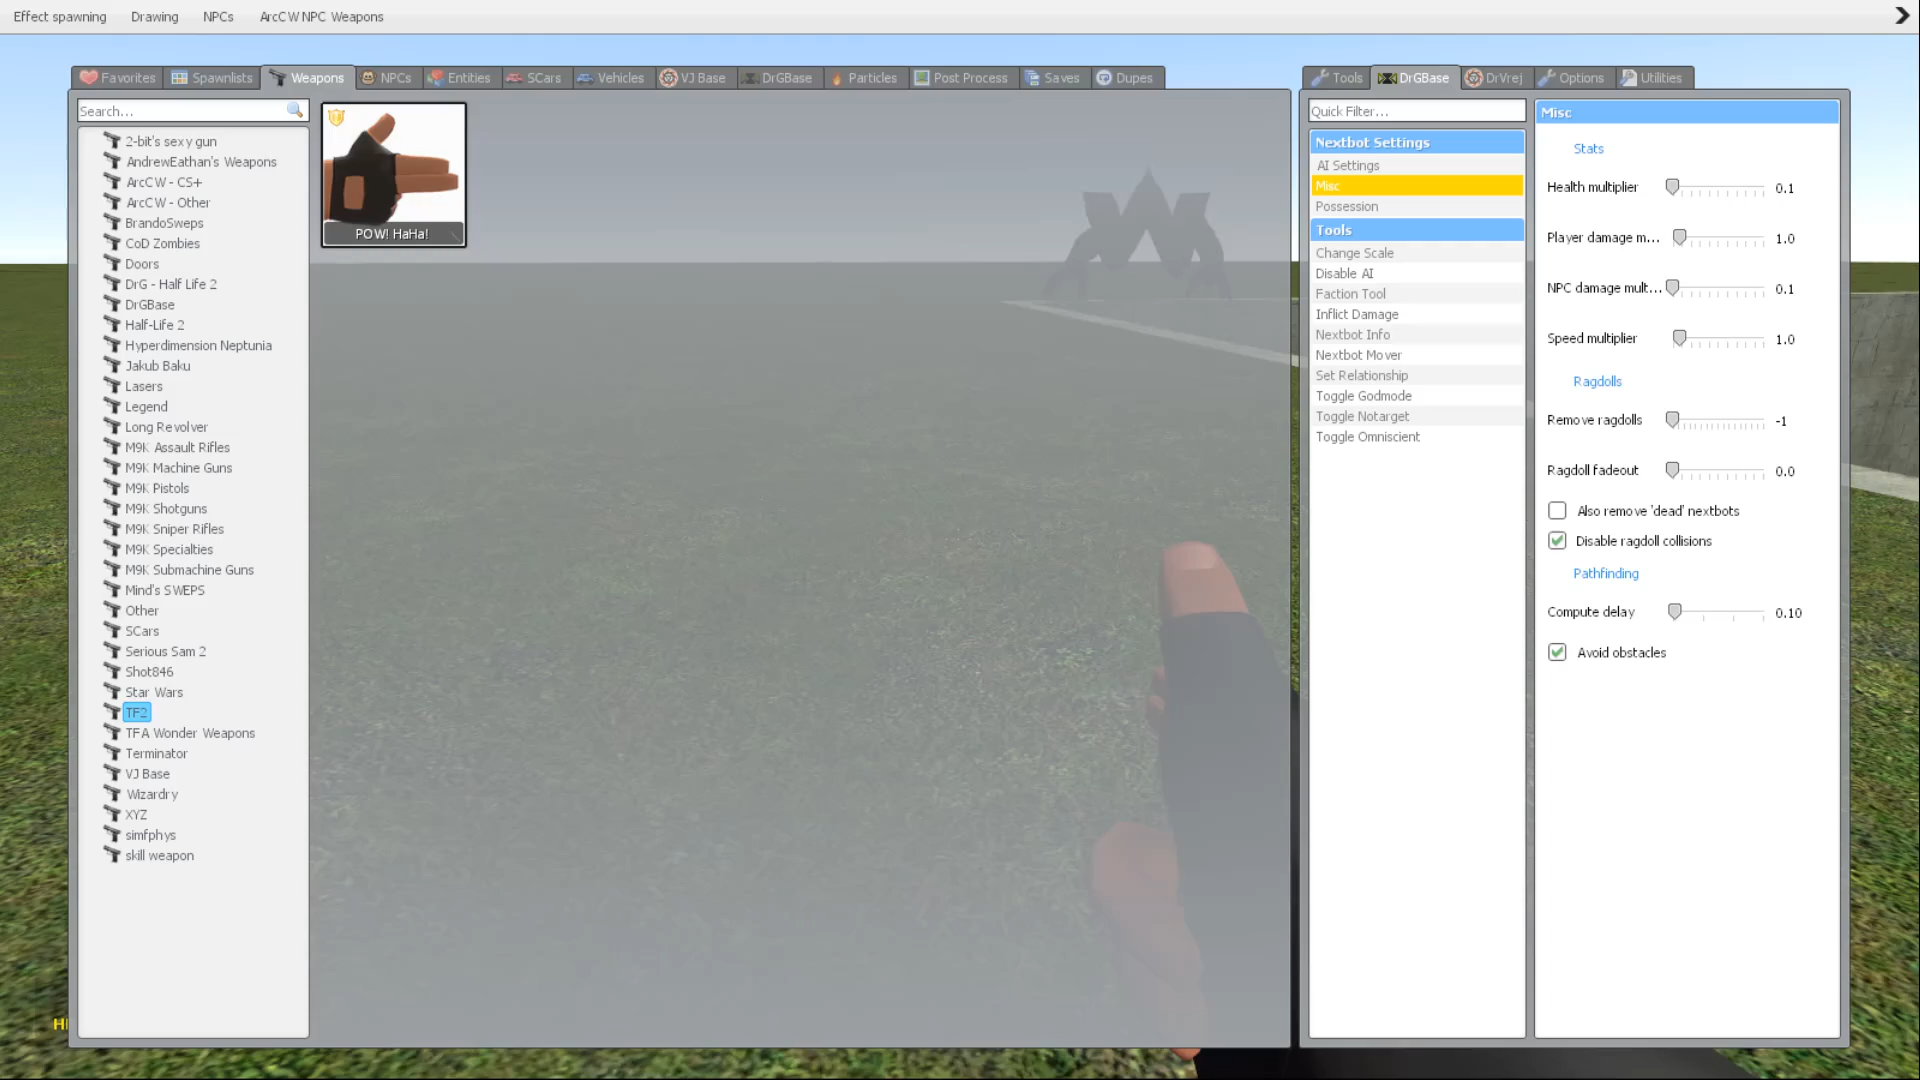 Effect spawning
Drawing
NPCs
ArcCW NPC Weapons
Favorites
Spawnlists
Weapons
NPCs
Entities
SCars
Vehicles
VJ Base
DrGBase
Particles
Post Process
Saves
Dupes
Search...
2-bit's sexy gun
AndrewEathan's Weapons
ArcCW - CS+
ArcCW - Other
BrandoSweps
CoD Zombies
Doors
DrG - Half Life 2
DrGBase
Half-Life 2
Hyperdimension Neptunia
Jakub Baku
Lasers
Legend
Long Revolver
M9K Assault Rifles
M9K Machine Guns
M9K Pistols
M9K Shotguns
M9K Sniper Rifles
M9K Specialties
M9K Submachine Guns
Mind's SWEPS
Other
SCars
Serious Sam 2
Shot846
Star Wars
TF2
TFA Wonder Weapons
Terminator
VJ Base
Wizardry
XYZ
simfphys
skill weapon
POW! HaHa!
Tools
DrGBase
DrVrej
Options
Utilities
Quick Filter...
Nextbot Settings
AI Settings
Misc
Possession
Tools
Change Scale
Disable AI
Faction Tool
Inflict Damage
Nextbot Info
Nextbot Mover
Set Relationship
Toggle Godmode
Toggle Notarget
Toggle Omniscient
Misc
Stats
Health multiplier 0.1
Player damage m... 1.0
NPC damage mult... 0.1
Speed multiplier 1.0
Ragdolls
Remove ragdolls -1
Ragdoll fadeout 0.0
Also remove 'dead' nextbots
Disable ragdoll collisions
Pathfinding
Compute delay 0.10
Avoid obstacles